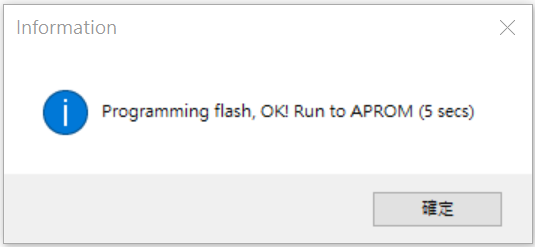 Information
Programming flash, OK! Run to APROM (5 secs)
確定